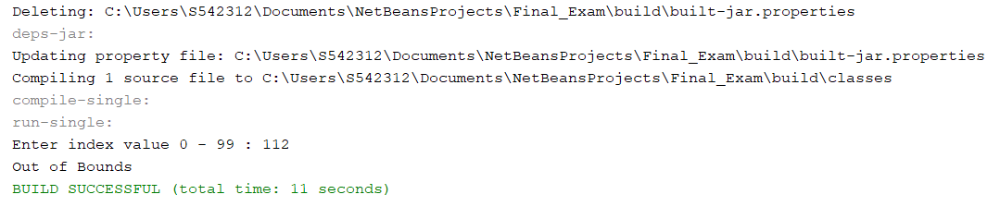 Deleting: C:\Users\S542312\Documents\NetBeansProjects\Final_Exam\build\built-jar.properties
deps-jar:
Updating property file: C:\Users\S542312\Documents\NetBeansProjects\Final_Exam\build\built-jar.properties
Compiling 1 source file to C:\Users\S542312\Documents\NetBeansProjects\Final_Exam\build\classes
compile-single:
run-single:
Enter index value 0 - 99 : 112
Out of Bounds
BUILD SUCCESSFUL (total time: 11 seconds)